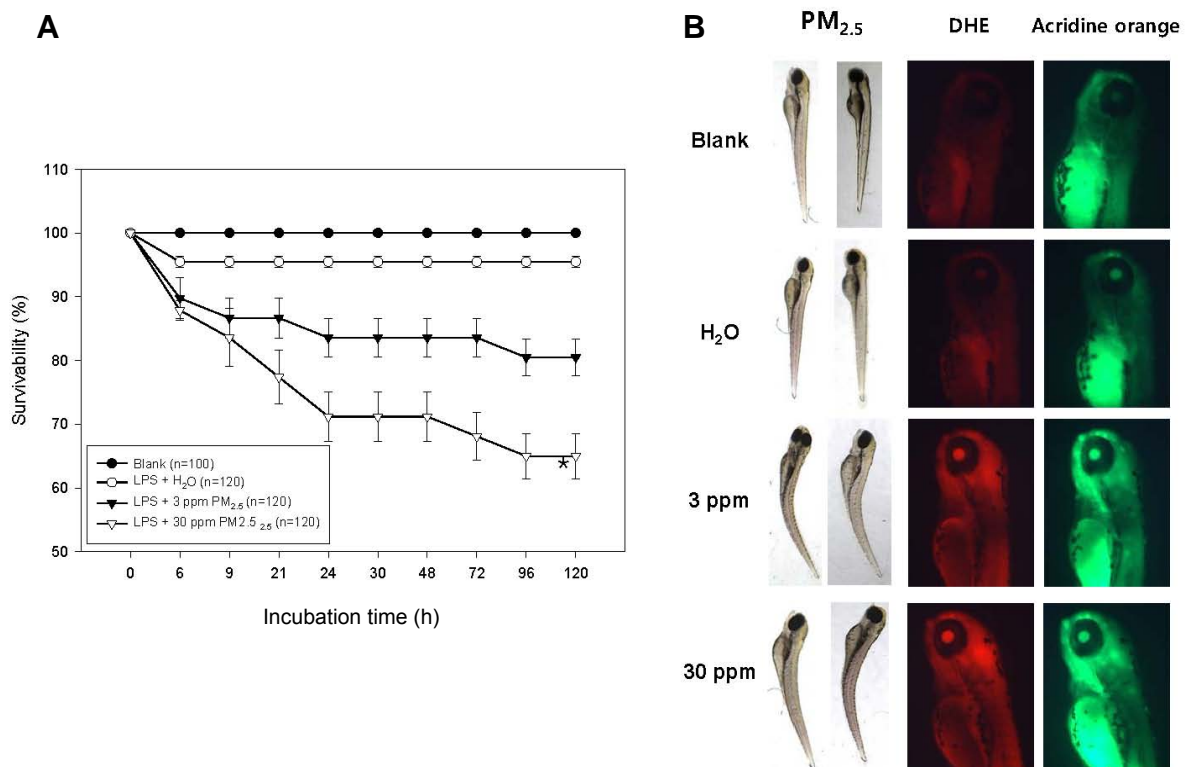 A
Survivability (%)
110
100
90
80
70
60
50
Blank (n=100)
LPS + H₂O (n=120)
LPS + 3 ppm PM₂.₅ (n=120)
LPS + 30 ppm PM2.5 ₂.₅ (n=120)
*
0 6 9 21 24 30 48 72 96 120
Incubation time (h)
B
PM₂.₅ DHE Acridine orange
Blank
H₂O
3 ppm
30 ppm